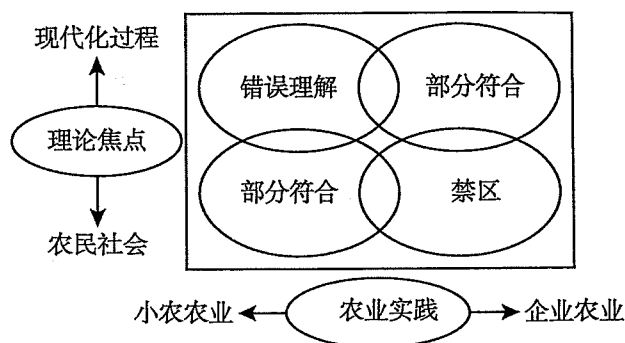 现代化过程
错误理解
部分符合
理论焦点
部分符合
禁区
农民社会
小农农业
农业实践
企业农业